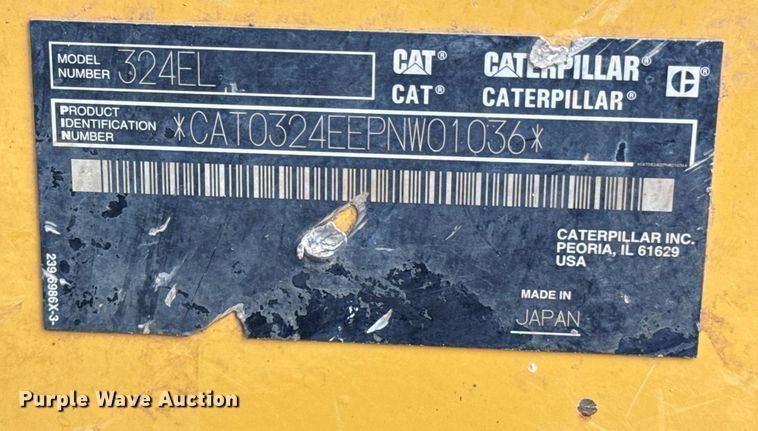 MODEL NUMBER 324EL
CAT® CATERPILLAR® C®
CAT® CATERPILLAR®
PRODUCT IDENTIFICATION NUMBER *CAT0324EEPNW01036*
CATERPILLAR INC.
PEORIA, IL 61629
USA
MADE IN
JAPAN
239-6986X-3
Purple Wave Auction